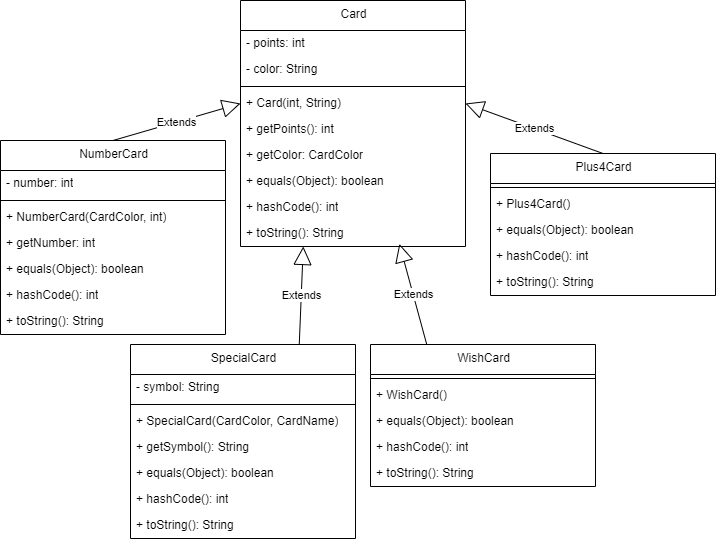 Card
- points: int
- color: String
+ Card(int, String)
+ getPoints(): int
+ getColor: CardColor
+ equals(Object): boolean
+ hashCode(): int
+ toString(): String
Extends
NumberCard
- number: int
+ NumberCard(CardColor, int)
+ getNumber: int
+ equals(Object): boolean
+ hashCode(): int
+ toString(): String
Extends
Plus4Card
+ Plus4Card()
+ equals(Object): boolean
+ hashCode(): int
+ toString(): String
Extends
SpecialCard
- symbol: String
+ SpecialCard(CardColor, CardName)
+ getSymbol(): String
+ equals(Object): boolean
+ hashCode(): int
+ toString(): String
Extends
WishCard
+ WishCard()
+ equals(Object): boolean
+ hashCode(): int
+ toString(): String